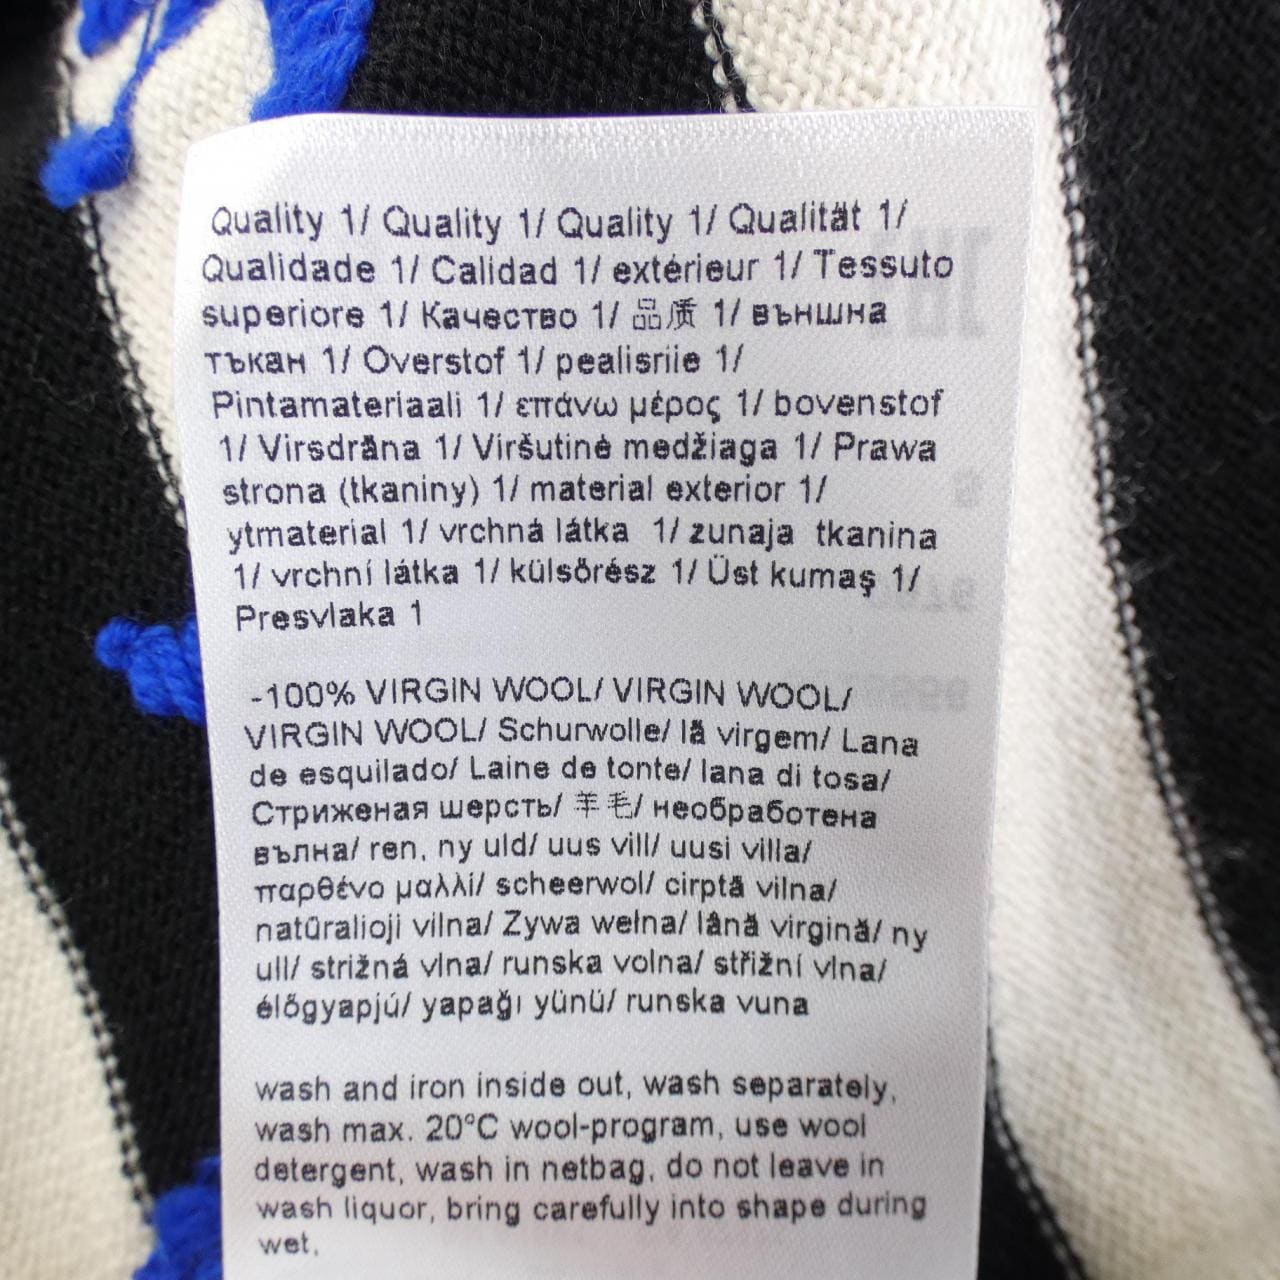 Quality 1/ Quality 1/ Quality 1/ Qualität 1/
Qualidade 1/ Calidad 1/ extérieur 1/ Tessuto
superiore 1/ Качество 1/ 品质 1/ външна
тъкан 1/ Overstof 1/ pealisriie 1/
Pintamateriaali 1/ επάνω μέρος 1/ bovenstof
1/ Virsdrāna 1/ Viršutinė medžiaga 1/ Prawa
strona (tkaniny) 1/ material exterior 1/
ytmaterial 1/ vrchná látka 1/ zunaja tkanina
1/ vrchní látka 1/ külsőrész 1/ Üst kumaş 1/
Presvlaka 1
-100% VIRGIN WOOL/ VIRGIN WOOL/
VIRGIN WOOL/ Schurwolle/ lã virgem/ Lana
de esquilado/ Laine de tonte/ lana di tosa/
Стриженая шерсть/ 羊毛/ необработена
вълна/ ren, ny uld/ uus vill/ uusi villa/
παρθένο μαλλί/ scheerwol/ cirptā vilna/
natūralioji vilna/ Żywa wełna/ lână virgină/ ny
ull/ strižná vlna/ runska volna/ střižní vlna/
élőgyapjú/ yapağı yünü/ runska vuna
wash and iron inside out, wash separately,
wash max. 20°C wool-program, use wool
detergent, wash in netbag, do not leave in
wash liquor, bring carefully into shape during
wet,